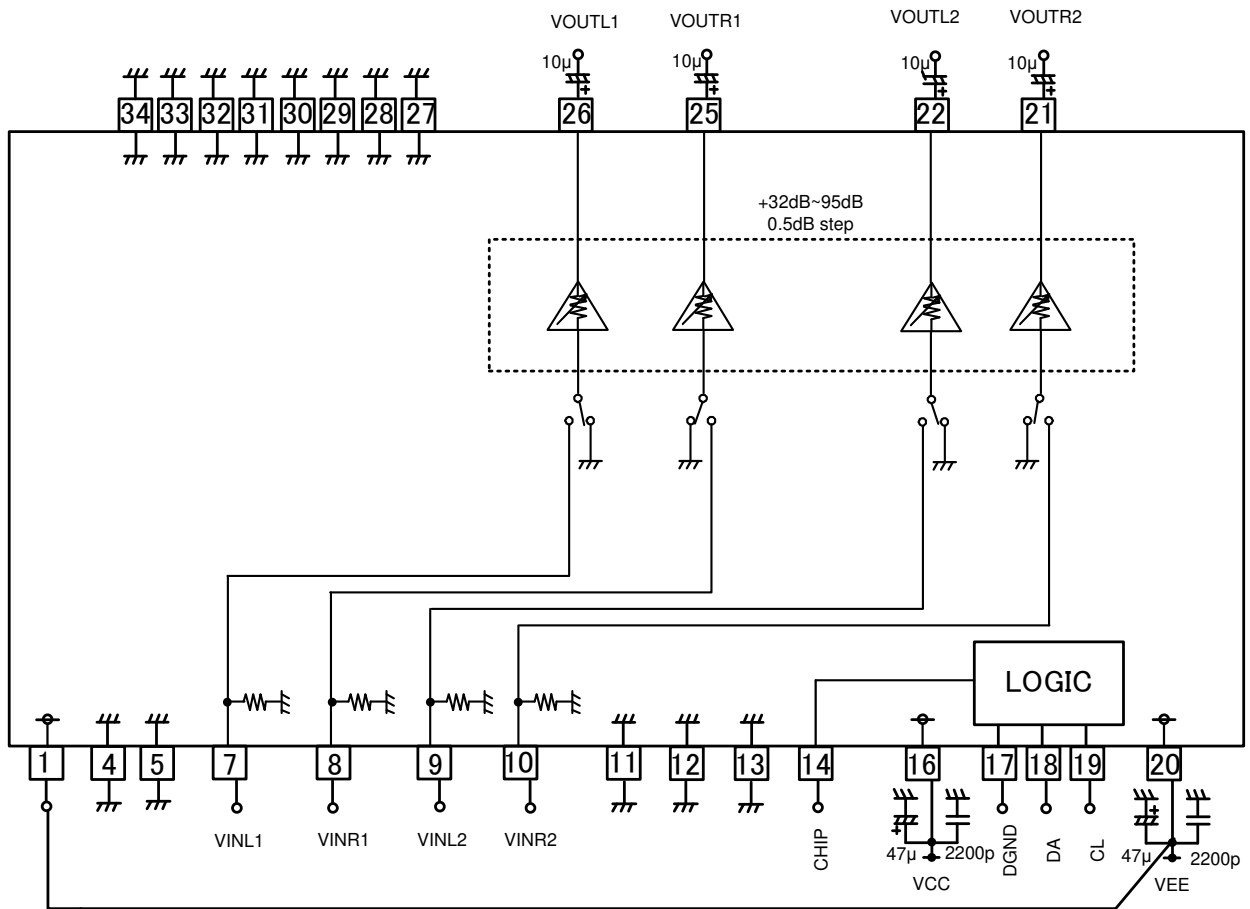 VOUTL1 VOUTR1 VOUTL2 VOUTR2
10µ 10µ 10µ 10µ
+ + + +
34 33 32 31 30 29 28 27 26 25 22 21
+32dB~95dB
0.5dB step
LOGIC
1 4 5 7 8 9 10 11 12 13 14 16 17 18 19 20
VINL1 VINR1 VINL2 VINR2 CHIP DGND DA CL
+ +
47µ 2200p 47µ 2200p
VCC VEE